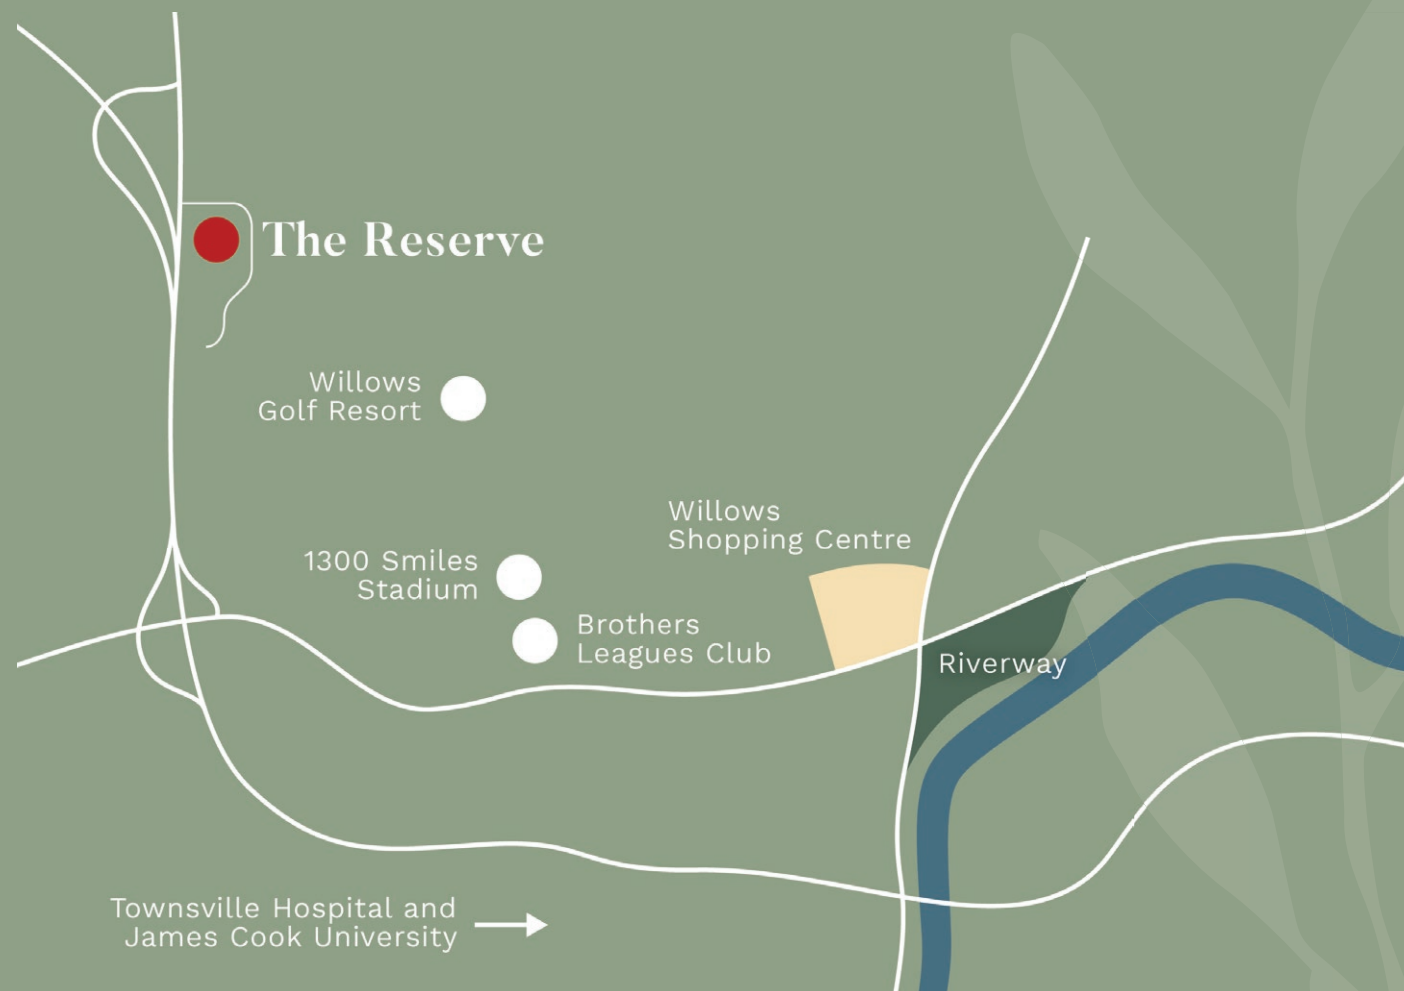 The Reserve
Willows
Golf Resort
Willows
Shopping Centre
1300 Smiles
Stadium
Brothers
Leagues Club
Riverway
Townsville Hospital and
James Cook University